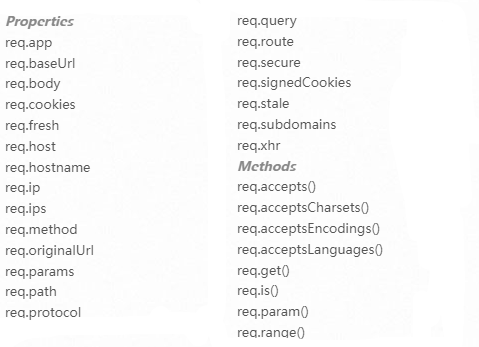 Properties
req.app
req.baseUrl
req.body
req.cookies
req.fresh
req.host
req.hostname
req.ip
req.ips
req.method
req.originalUrl
req.params
req.path
req.protocol
req.query
req.route
req.secure
req.signedCookies
req.stale
req.subdomains
req.xhr
Methods
req.accepts()
req.acceptsCharsets()
req.acceptsEncodings()
req.acceptsLanguages()
req.get()
req.is()
req.param()
req.range()